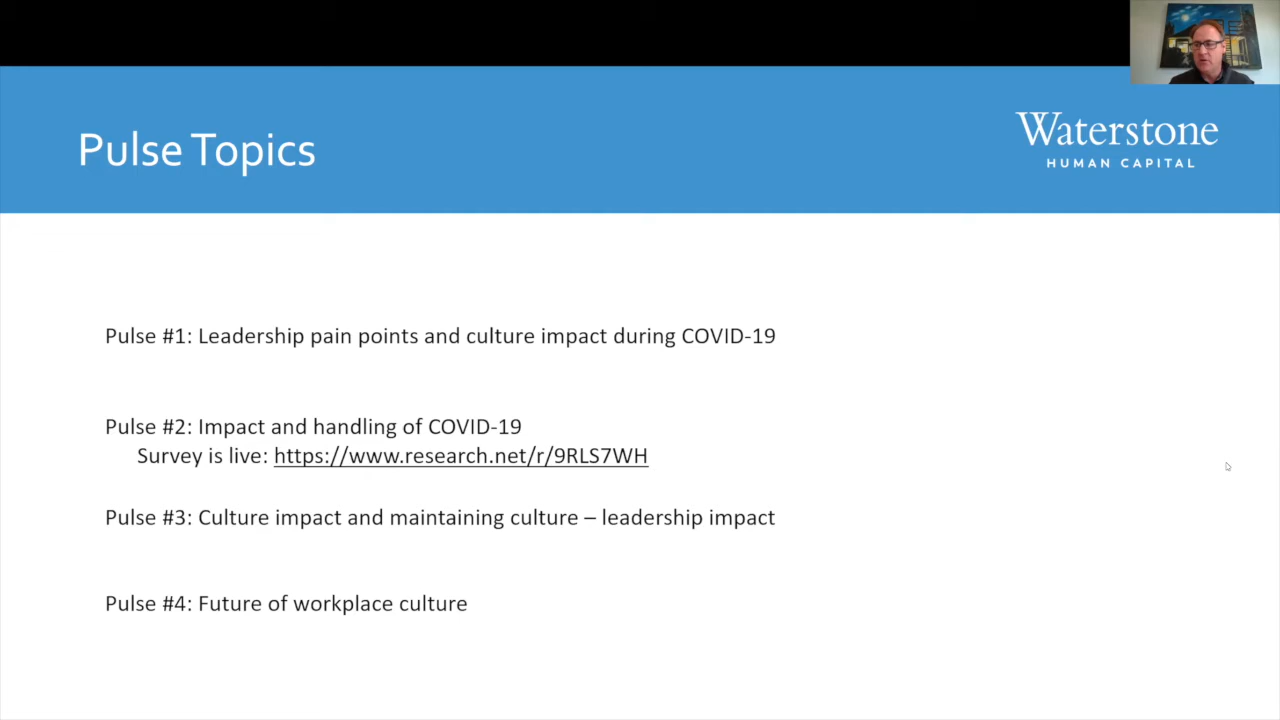 Pulse Topics
Waterstone
HUMAN CAPITAL
Pulse #1: Leadership pain points and culture impact during COVID-19
Pulse #2: Impact and handling of COVID-19
Survey is live: https://www.research.net/r/9RLS7WH
Pulse #3: Culture impact and maintaining culture – leadership impact
Pulse #4: Future of workplace culture